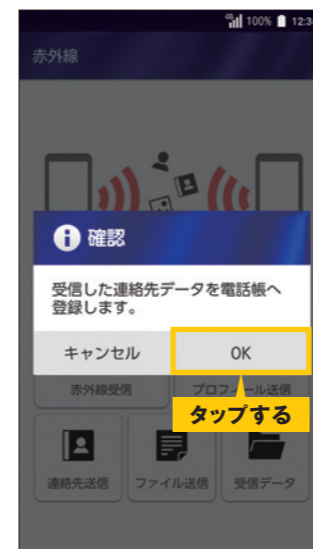 4G 100% 12:3
赤外線
確認
受信した連絡先データを電話帳へ
登録します。
キャンセル OK
赤外線受信 プロフィール送信
タップする
連絡先送信 ファイル送信 受信データ